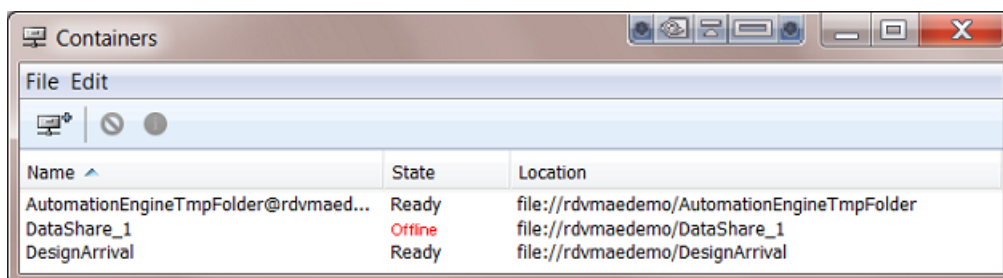 Containers
File Edit
Name State Location
AutomationEngineTmpFolder@rdvmaed... Ready file://rdvmaedemo/AutomationEngineTmpFolder
DataShare_1 Offline file://rdvmaedemo/DataShare_1
DesignArrival Ready file://rdvmaedemo/DesignArrival